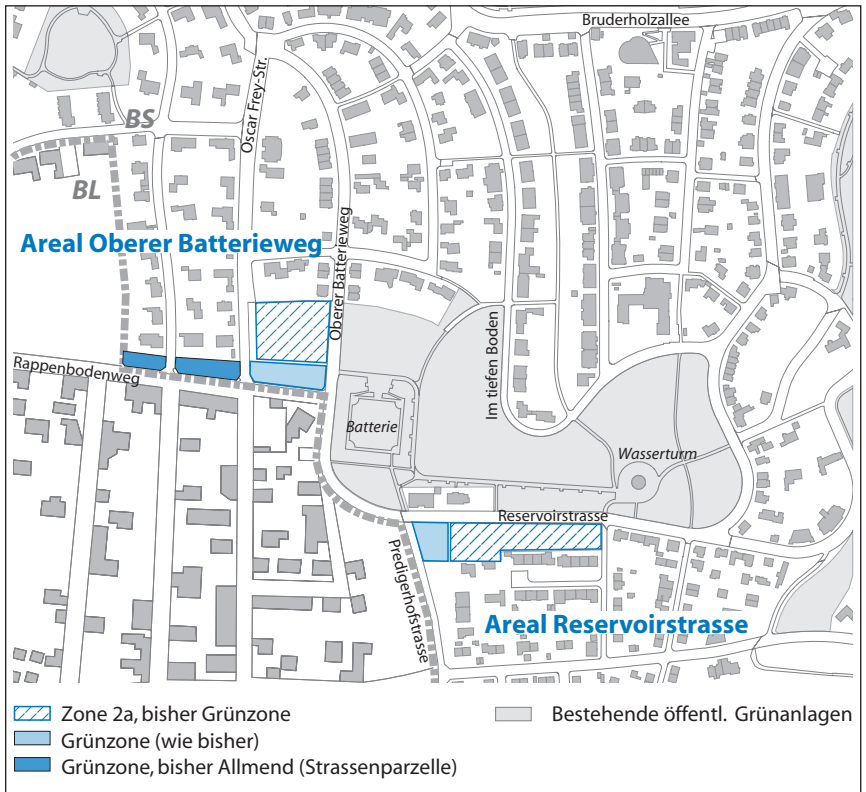 Bruderholzallee
Oscar Frey-Str.
BS
BL
Areal Oberer Batterieweg
Oberer Batterieweg
Im tiefen Boden
Rappenbodenweg
Batterie
Wasserturm
Reservoirstrasse
Predigerhofstrasse
Areal Reservoirstrasse
Zone 2a, bisher Grünzone
Grünzone (wie bisher)
Grünzone, bisher Allmend (Strassenparzelle)
Bestehende öffentl. Grünanlagen